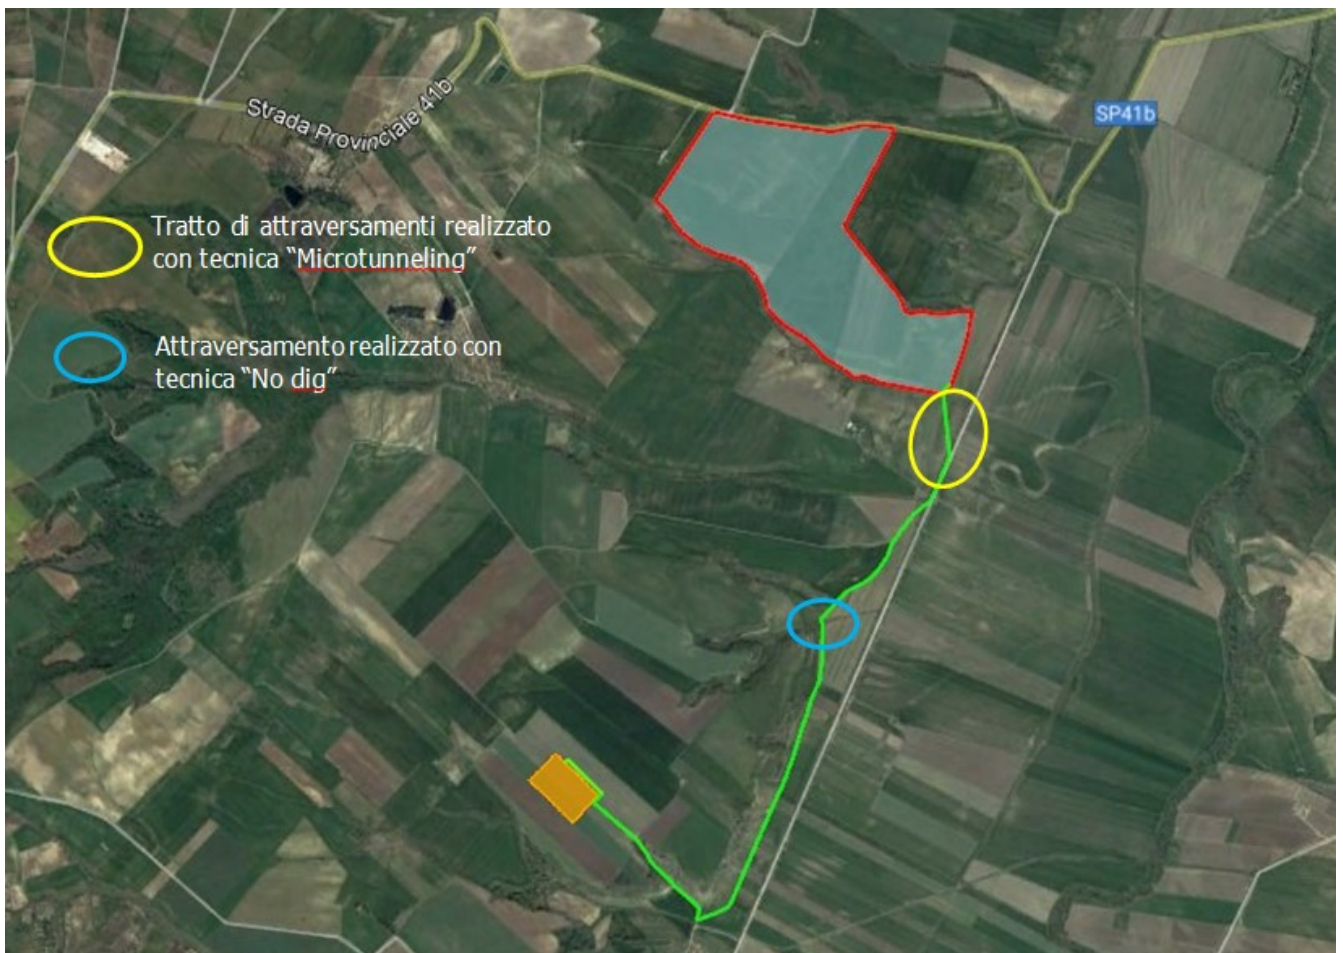 Strada Provinciale 41b
SP41b
Tratto di attraversamenti realizzato
con tecnica “Microtunneling”
Attraversamento realizzato con
tecnica “No dig”